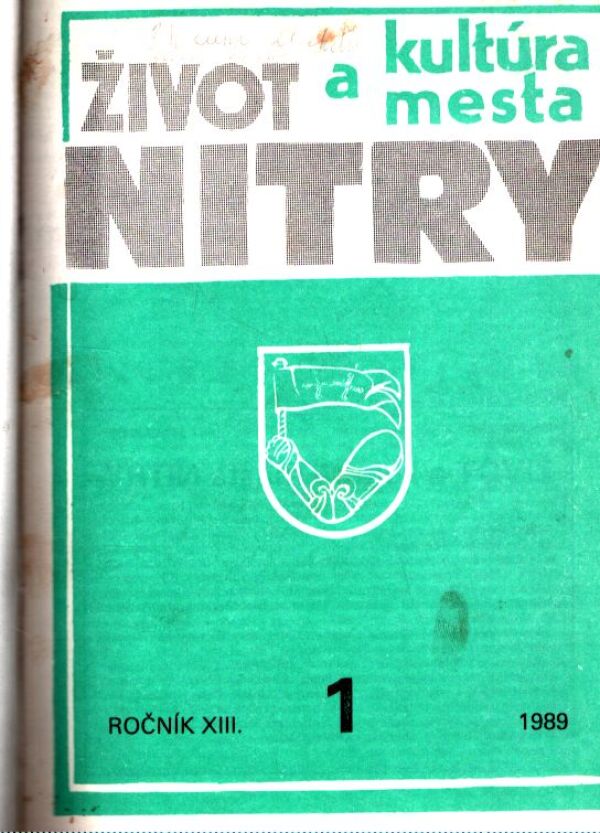 ŽIVOT a kultúra
mesta
NITRY
ROČNÍK XIII. 1 1989